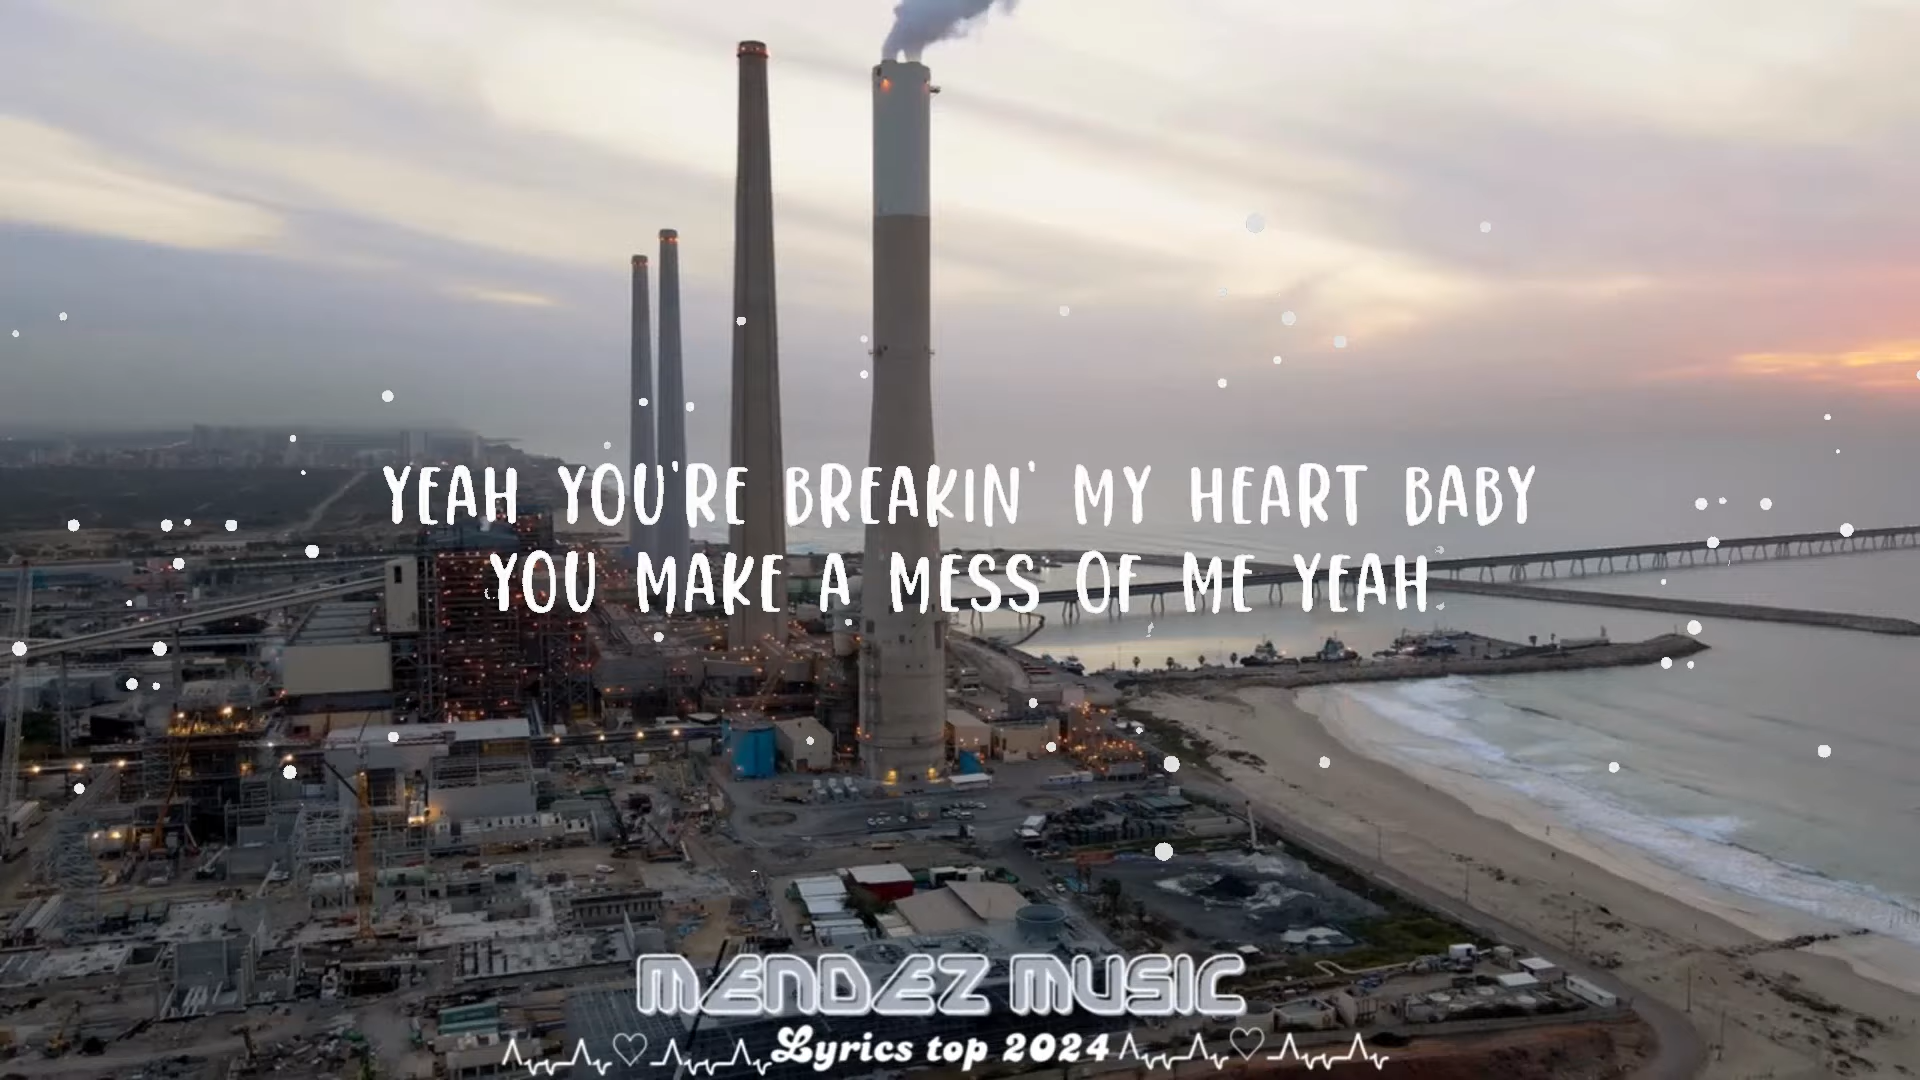 YEAH YOU'RE BREAKIN' MY HEART BABY
YOU MAKE A MESS OF ME YEAH
MENDEZ MUSIC
Lyrics top 2024